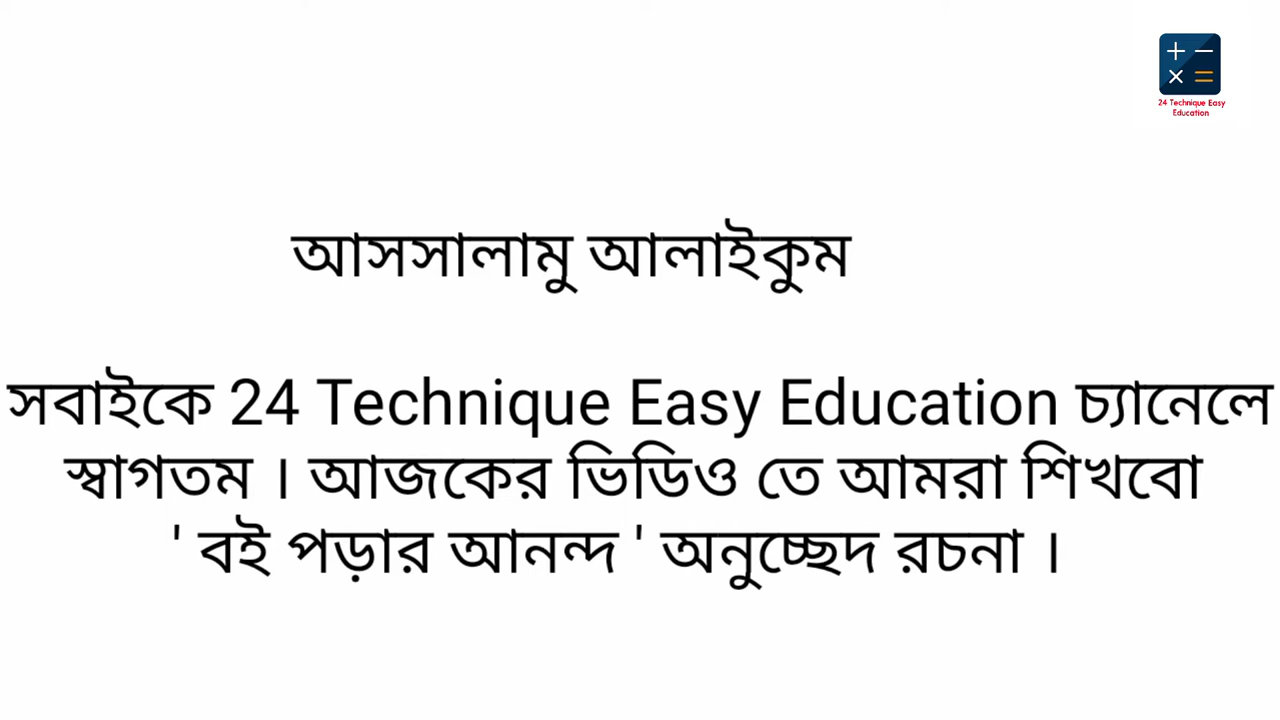 24 Technique Easy
Education
আসসালামু আলাইকুম
সবাইকে 24 Technique Easy Education চ্যানেলে
স্বাগতম । আজকের ভিডিও তে আমরা শিখবো
' বই পড়ার আনন্দ ' অনুচ্ছেদ রচনা ।